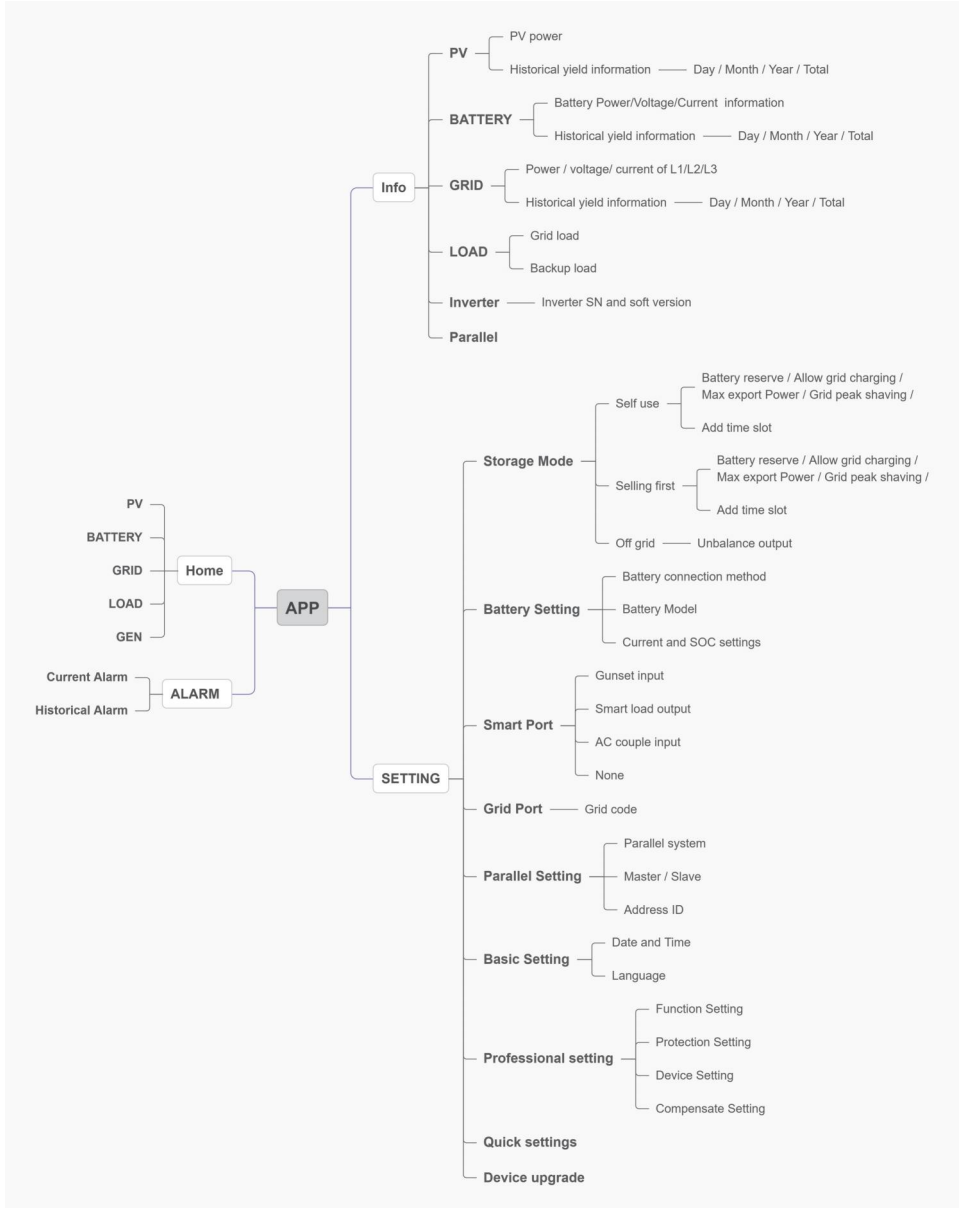 APP
Home
PV
BATTERY
GRID
LOAD
GEN
ALARM
Current Alarm
Historical Alarm
Info
PV
PV power
Historical yield information
Day / Month / Year / Total
BATTERY
Battery Power/Voltage/Current information
Historical yield information
Day / Month / Year / Total
GRID
Power / voltage/ current of L1/L2/L3
Historical yield information
Day / Month / Year / Total
LOAD
Grid load
Backup load
Inverter
Inverter SN and soft version
Parallel
SETTING
Storage Mode
Self use
Battery reserve / Allow grid charging /
Max export Power / Grid peak shaving /
Add time slot
Selling first
Battery reserve / Allow grid charging /
Max export Power / Grid peak shaving /
Add time slot
Off grid
Unbalance output
Battery Setting
Battery connection method
Battery Model
Current and SOC settings
Smart Port
Gunset input
Smart load output
AC couple input
None
Grid Port
Grid code
Parallel Setting
Parallel system
Master / Slave
Address ID
Basic Setting
Date and Time
Language
Professional setting
Function Setting
Protection Setting
Device Setting
Compensate Setting
Quick settings
Device upgrade